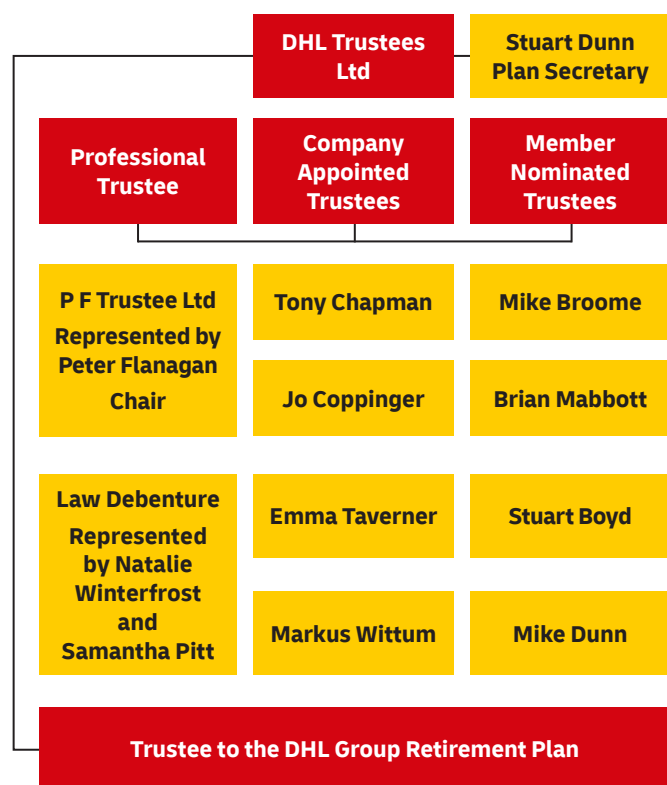 DHL Trustees
Ltd
Stuart Dunn
Plan Secretary
Professional
Trustee
Company
Appointed
Trustees
Member
Nominated
Trustees
P F Trustee Ltd
Represented by
Peter Flanagan
Chair
Tony Chapman
Mike Broome
Jo Coppinger
Brian Mabbott
Law Debenture
Represented
by Natalie
Winterfrost
and
Samantha Pitt
Emma Taverner
Stuart Boyd
Markus Wittum
Mike Dunn
Trustee to the DHL Group Retirement Plan